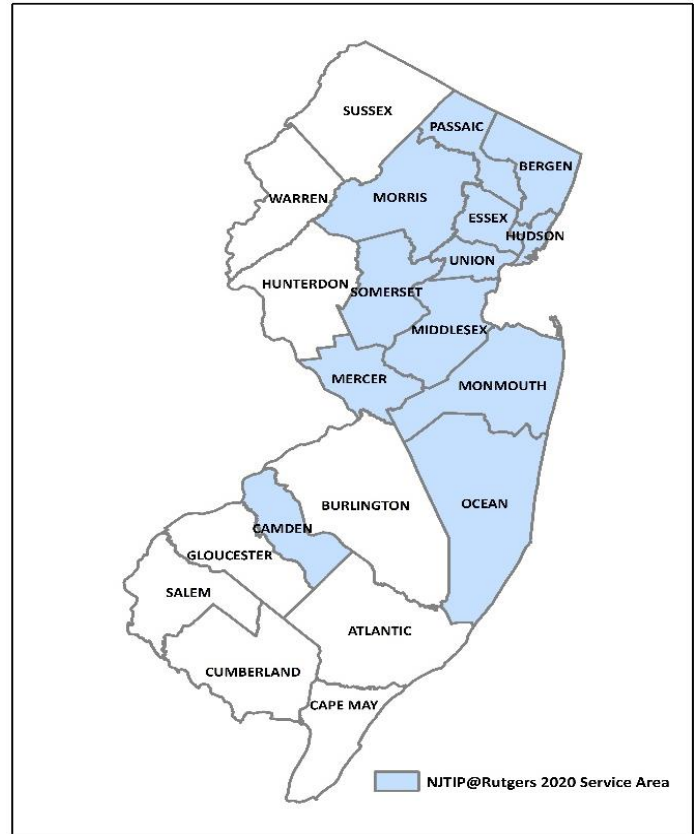 SUSSEX
PASSAIC
BERGEN
WARREN
MORRIS
ESSEX
HUDSON
UNION
HUNTERDON
SOMERSET
MIDDLESEX
MERCER
MONMOUTH
OCEAN
BURLINGTON
CAMDEN
GLOUCESTER
SALEM
ATLANTIC
CUMBERLAND
CAPE MAY
NJTIP@Rutgers 2020 Service Area